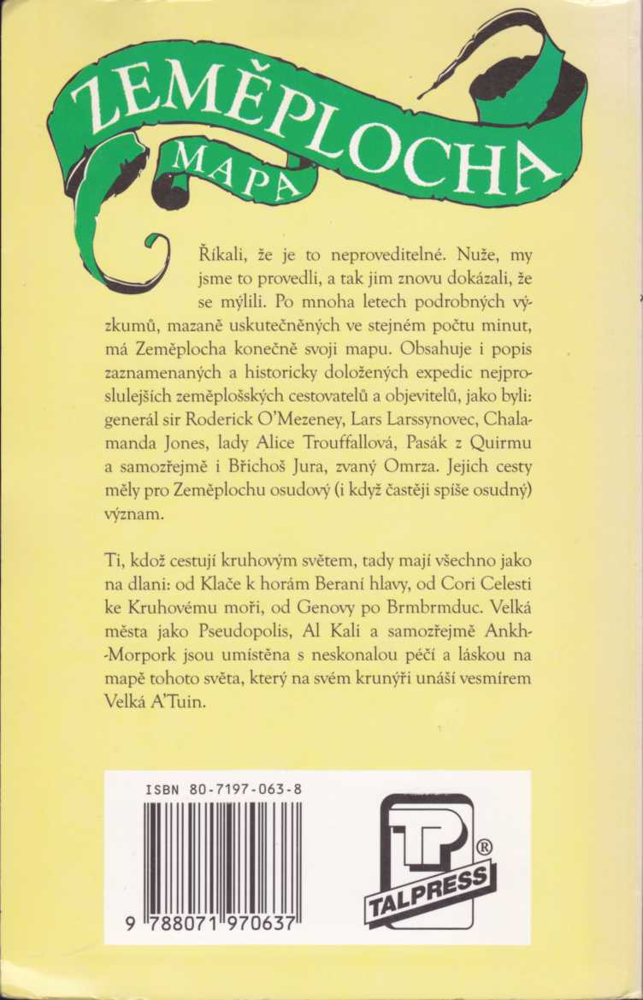 ZEMĚPLOCHA
MAPA
Říkali, že je to neproveditelné. Nuže, my
jsme to provedli, a tak jim znovu dokázali, že
se mýlili. Po mnoha letech podrobných vý-
zkumů, mazaně uskutečněných ve stejném počtu minut,
má Zeměplocha konečně svoji mapu. Obsahuje i popis
zaznamenaných a historicky doložených expedic nejpro-
slulejších zeměplošských cestovatelů a objevitelů, jako byli:
generál sir Roderick O’Mezeney, Lars Larssynovec, Chala-
manda Jones, lady Alice Trouffallová, Pasák z Quirmu
a samozřejmě i Břichoš Jura, zvaný Omrza. Jejich cesty
měly pro Zeměplochu osudový (i když častěji spíše osudný)
význam.
Ti, kdož cestují kruhovým světem, tady mají všechno jako
na dlani: od Klače k horám Beraní hlavy, od Cori Celesti
ke Kruhovému moři, od Genovy po Brmbrmduc. Velká
města jako Pseudopolis, Al Kali a samozřejmě Ankh-
-Morpork jsou umístěna s neskonalou péčí a láskou na
mapě tohoto světa, který na svém krunýři unáší vesmírem
Velká A’Tuin.
ISBN 80-7197-063-8
9 788071 970637
TP
®
TALPRESS